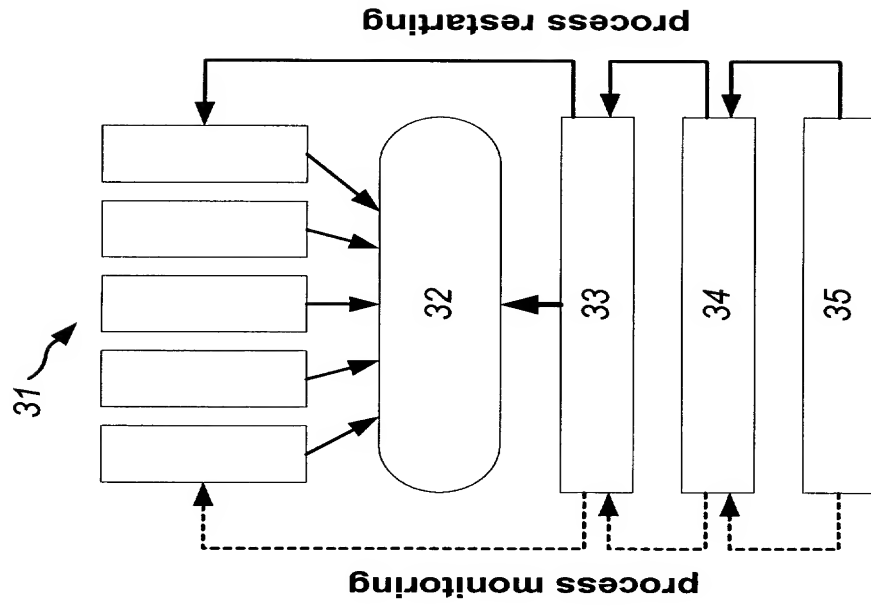 process restarting
31
32
33
34
35
process monitoring